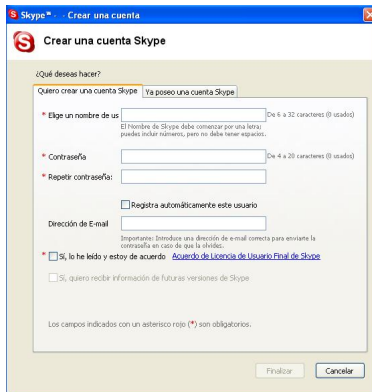 Skype™ - - Crear una cuenta
Crear una cuenta Skype
¿Qué deseas hacer?
Quiero crear una cuenta Skype
Ya poseo una cuenta Skype
* Elige un nombre de us
De 6 a 32 caracteres (0 usados)
El Nombre de Skype debe comenzar por una letra;
puedes incluir números, pero no debe tener espacios.
* Contraseña
De 4 a 20 caracteres (0 usados)
* Repetir contraseña:
Registra automáticamente este usuario
Dirección de E-mail
Importante: Introduce una dirección de e-mail correcta para enviarte la
contraseña en caso de que la olvides.
* Sí, lo he leído y estoy de acuerdo Acuerdo de Licencia de Usuario Final de Skype
Sí, quiero recibir información de futuras versiones de Skype
Los campos indicados con un asterisco rojo (*) son obligatorios.
Finalizar
Cancelar